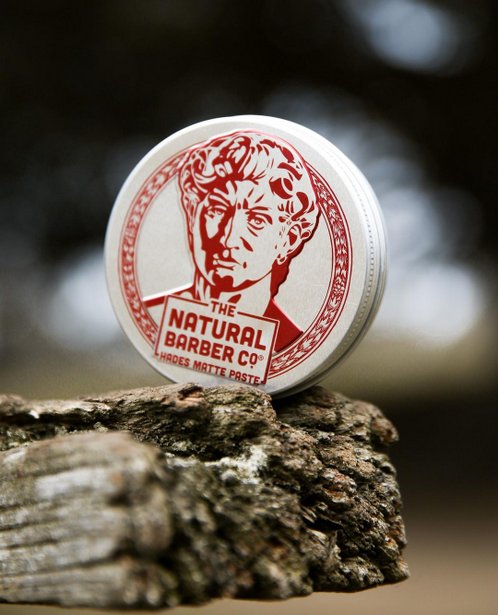 THE
NATURAL
BARBER CO®
HADES MATTE PASTE